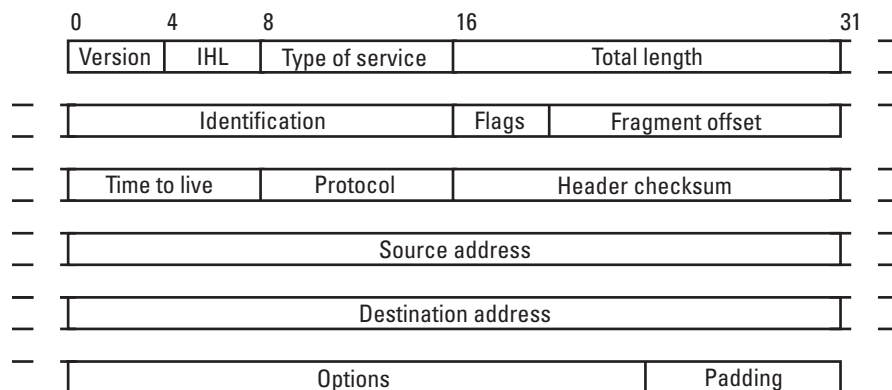 0 4 8 16 31
Version IHL Type of service Total length
Identification Flags Fragment offset
Time to live Protocol Header checksum
Source address
Destination address
Options Padding